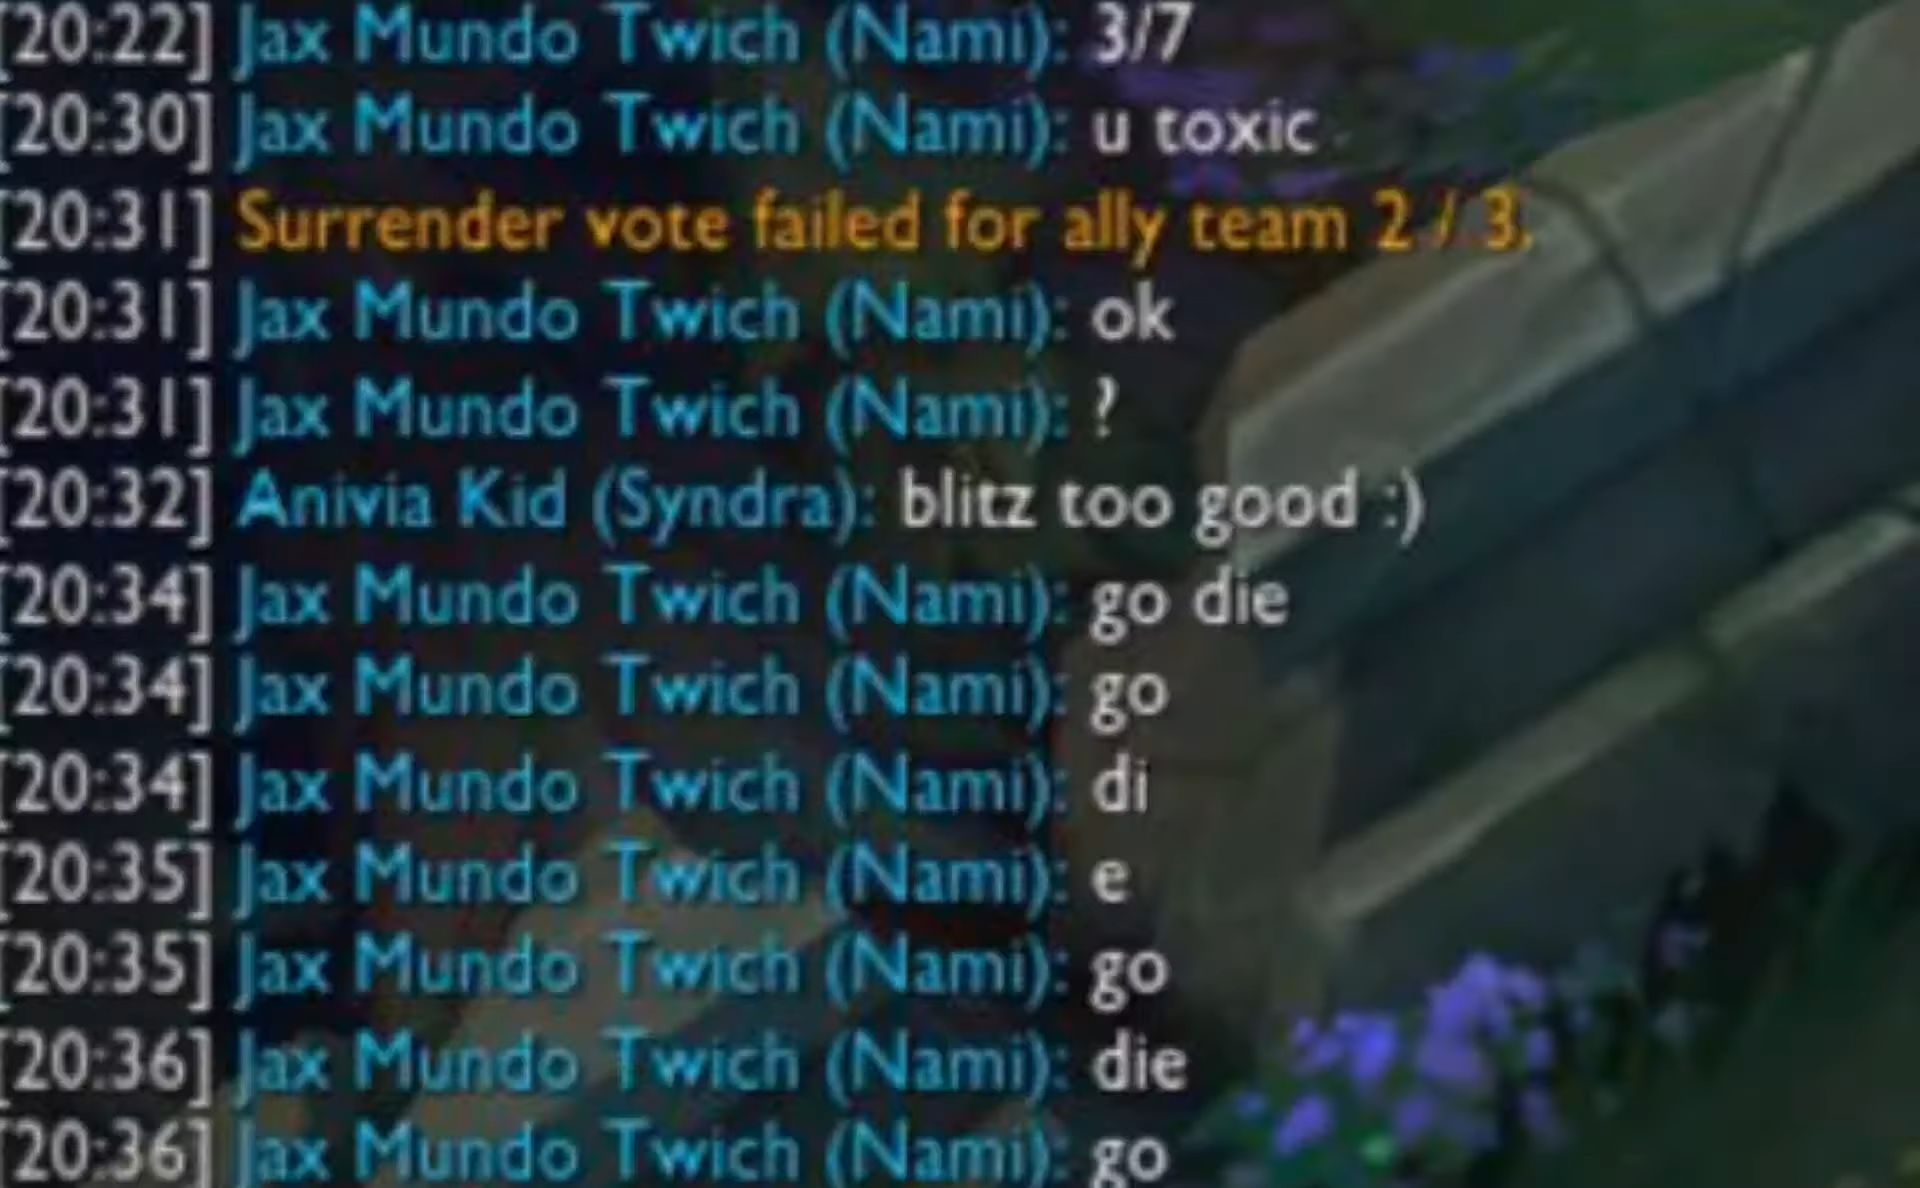 [20:22] Jax Mundo Twich (Nami): 3/7
[20:30] Jax Mundo Twich (Nami): u toxic
[20:31] Surrender vote failed for ally team 2 / 3.
[20:31] Jax Mundo Twich (Nami): ok
[20:31] Jax Mundo Twich (Nami): ?
[20:32] Anivia Kid (Syndra): blitz too good :)
[20:34] Jax Mundo Twich (Nami): go die
[20:34] Jax Mundo Twich (Nami): go
[20:34] Jax Mundo Twich (Nami): di
[20:35] Jax Mundo Twich (Nami): e
[20:35] Jax Mundo Twich (Nami): go
[20:36] Jax Mundo Twich (Nami): die
[20:36] Jax Mundo Twich (Nami): go